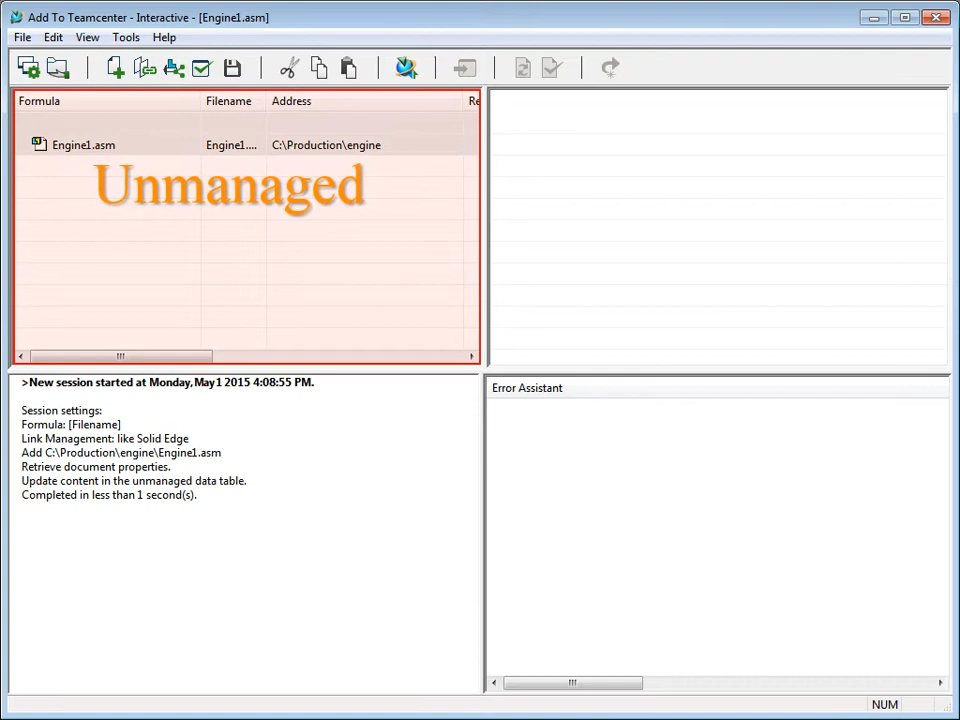 Add To Teamcenter - Interactive - [Engine1.asm]
File Edit View Tools Help
Formula Filename Address Re
Engine1.asm Engine1.... C:\Production\engine
Unmanaged
>New session started at Monday,May1 2015 4:08:55 PM.
Session settings:
Formula: [Filename]
Link Management: like Solid Edge
Add C:\Production\engine\Engine1.asm
Retrieve document properties.
Update content in the unmanaged data table.
Completed in less than 1 second(s).
Error Assistant
NUM